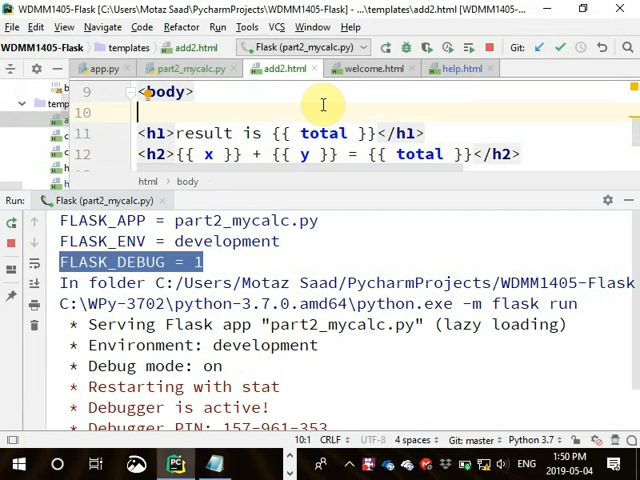 WDMM1405-Flask [C:\Users\Motaz Saad\PycharmProjects\WDMM1405-Flask] - ...\templates\add2.html [WDMM1405-...
File Edit View Navigate Code Refactor Run Tools VCS Window Help
WDMM1405-Flask templates add2.html Flask (part2_mycalc.py) Git:
app.py part2_mycalc.py add2.html welcome.html help.html
templa
9 <body>
10
11 <h1>result is {{ total }}</h1>
12 <h2>{{ x }} + {{ y }} = {{ total }}</h2>
html body
Run: Flask (part2_mycalc.py)
FLASK_APP = part2_mycalc.py
FLASK_ENV = development
FLASK_DEBUG = 1
In folder C:/Users/Motaz Saad/PycharmProjects/WDMM1405-Flask
C:\WPy-3702\python-3.7.0.amd64\python.exe -m flask run
* Serving Flask app "part2_mycalc.py" (lazy loading)
* Environment: development
* Debug mode: on
* Restarting with stat
* Debugger is active!
* Debugger PIN: 157-961-353
10:1 CRLF UTF-8 4 spaces Git: master Python 3.7
ENG 1:50 PM
2019-05-04